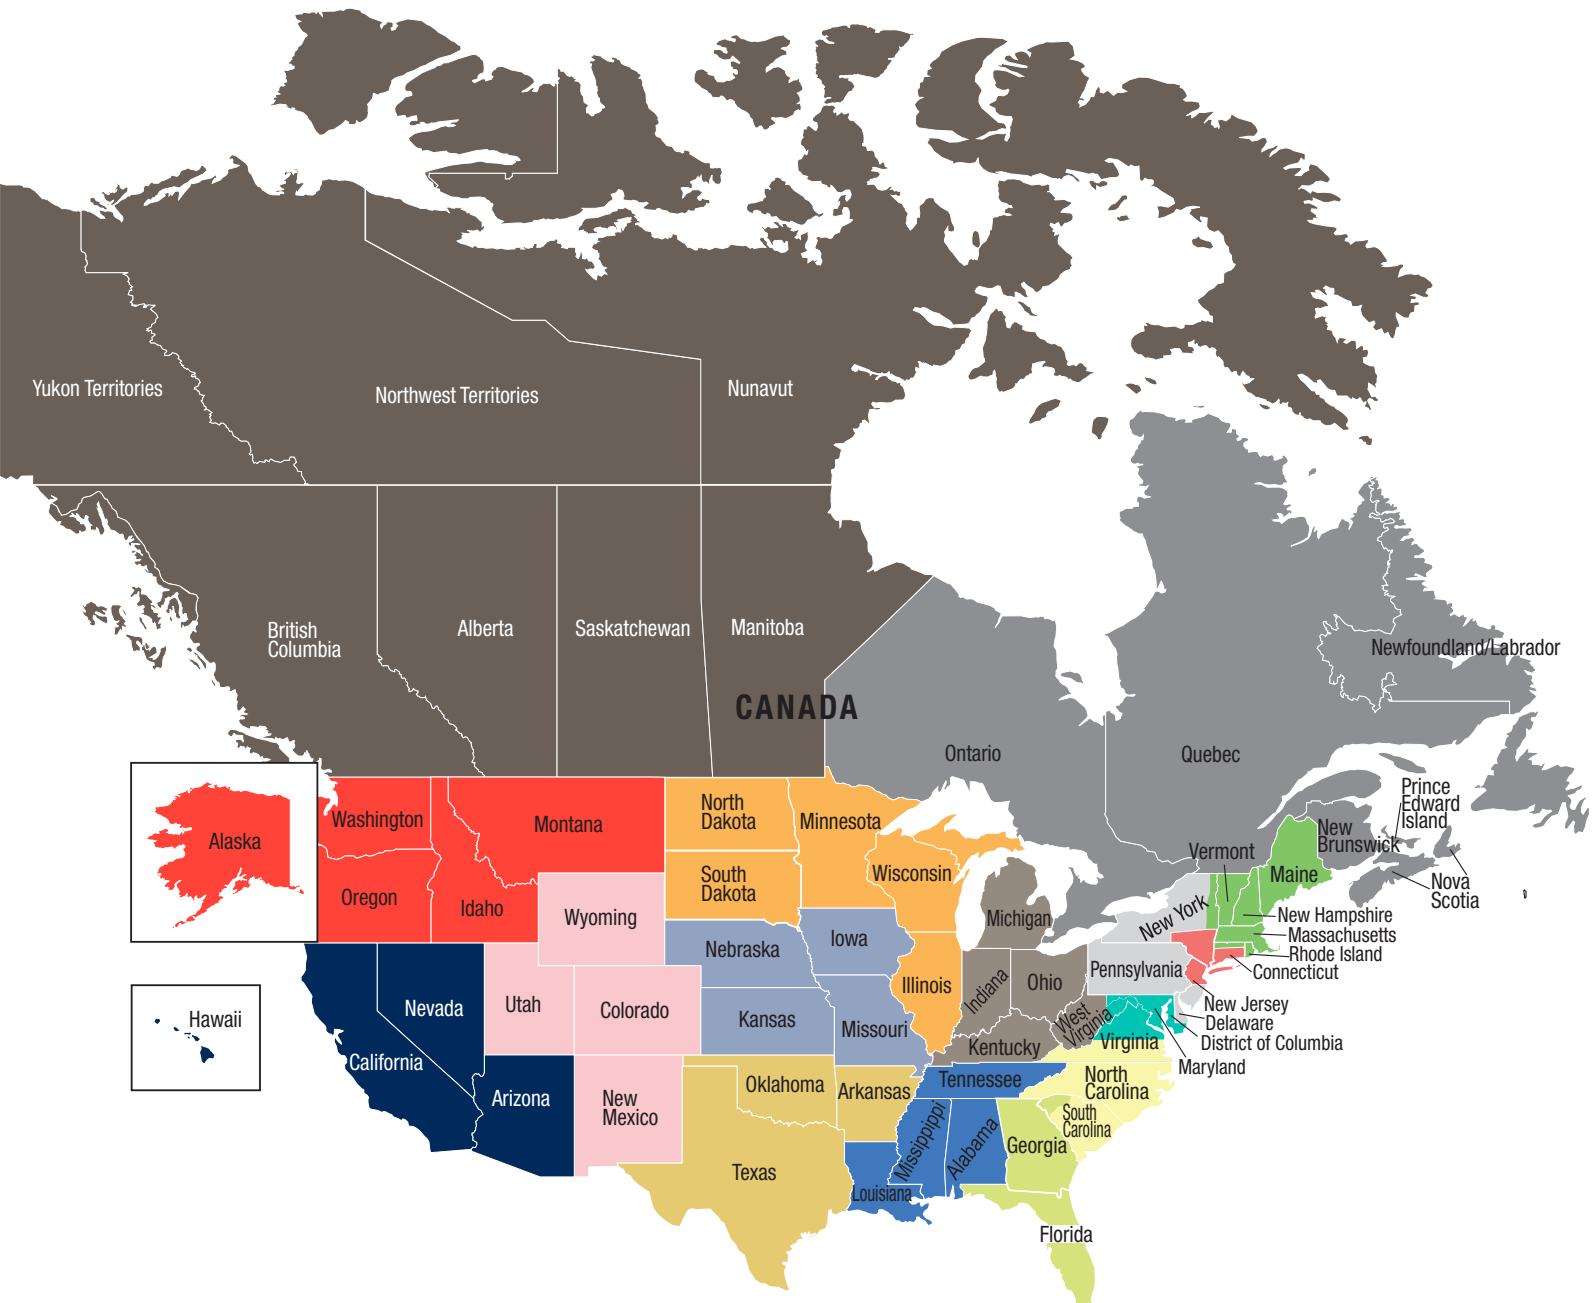 Yukon Territories
Northwest Territories
Nunavut
British
Columbia
Alberta
Saskatchewan
Manitoba
CANADA
Ontario
Quebec
Newfoundland/Labrador
Prince
Edward
Island
New
Brunswick
Nova
Scotia
Alaska
Washington
Oregon
Idaho
Montana
North
Dakota
South
Dakota
Minnesota
Wisconsin
Michigan
Vermont
Maine
New York
New Hampshire
Massachusetts
Rhode Island
Connecticut
Wyoming
Nebraska
Iowa
Illinois
Indiana
Ohio
Pennsylvania
New Jersey
Delaware
District of Columbia
Maryland
West
Virginia
Virginia
Hawaii
California
Nevada
Utah
Colorado
Kansas
Missouri
Kentucky
Arizona
New
Mexico
Oklahoma
Arkansas
Tennessee
North
Carolina
South
Carolina
Texas
Louisiana
Mississippi
Alabama
Georgia
Florida